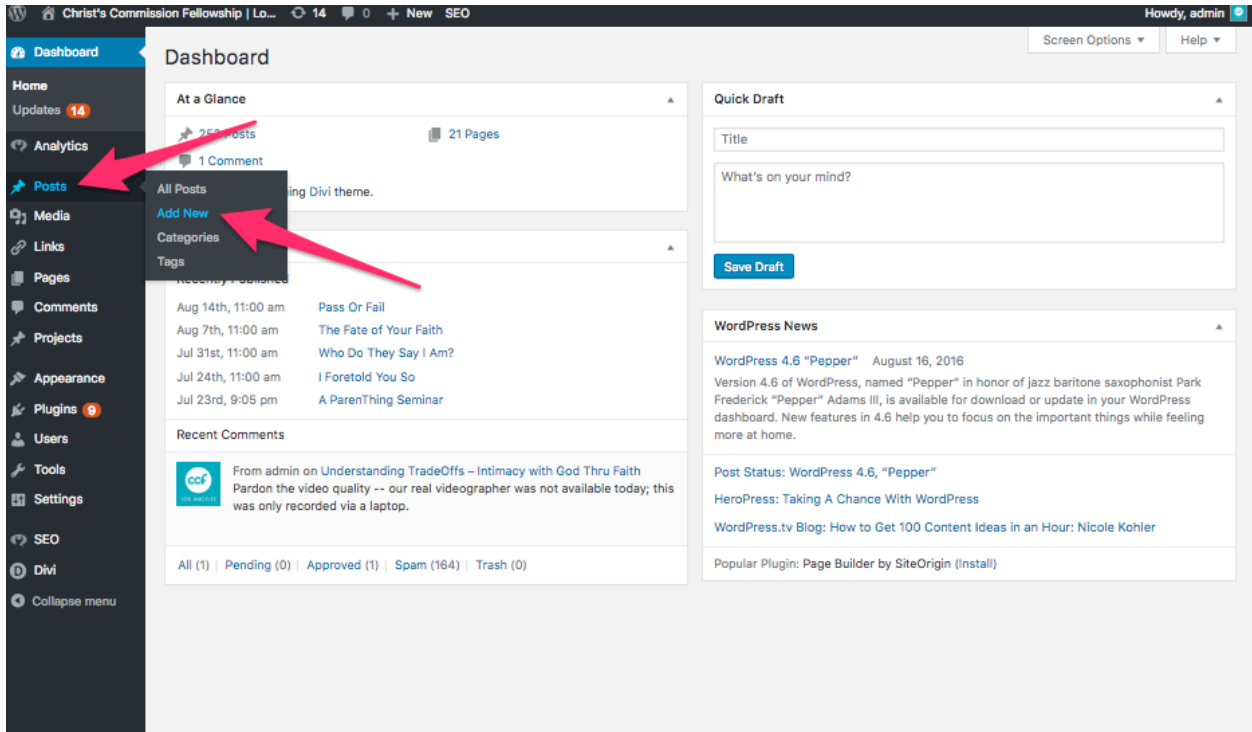 Christ's Commission Fellowship | Lo... 14 0 + New SEO Howdy, admin
Screen Options Help
Dashboard
Home
Updates 14
Analytics
Posts
All Posts
Add New
Categories
Tags
Media
Links
Pages
Comments
Projects
Appearance
Plugins 9
Users
Tools
Settings
SEO
Divi
Collapse menu
Dashboard
At a Glance
Posts
21 Pages
1 Comment
ing Divi theme.
Recently Published
Aug 14th, 11:00 am Pass Or Fail
Aug 7th, 11:00 am The Fate of Your Faith
Jul 31st, 11:00 am Who Do They Say I Am?
Jul 24th, 11:00 am I Foretold You So
Jul 23rd, 9:05 pm A ParenThing Seminar
Recent Comments
ccf
LOS ANGELES
From admin on Understanding TradeOffs – Intimacy with God Thru Faith
Pardon the video quality -- our real videographer was not available today; this
was only recorded via a laptop.
All (1) | Pending (0) | Approved (1) | Spam (164) | Trash (0)
Quick Draft
Title
What's on your mind?
Save Draft
WordPress News
WordPress 4.6 “Pepper” August 16, 2016
Version 4.6 of WordPress, named “Pepper” in honor of jazz baritone saxophonist Park
Frederick “Pepper” Adams III, is available for download or update in your WordPress
dashboard. New features in 4.6 help you to focus on the important things while feeling
more at home.
Post Status: WordPress 4.6, “Pepper”
HeroPress: Taking A Chance With WordPress
WordPress.tv Blog: How to Get 100 Content Ideas in an Hour: Nicole Kohler
Popular Plugin: Page Builder by SiteOrigin (Install)